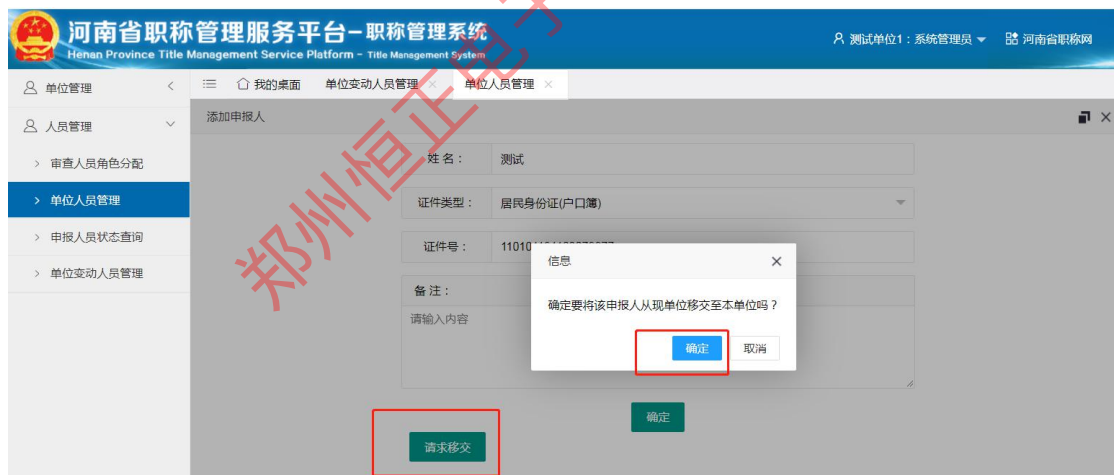 河南省职称管理服务平台-职称管理系统
Henan Province Title Management Service Platform - Title Management System
测试单位1：系统管理员
河南省职称网
单位管理
我的桌面
单位变动人员管理
单位人员管理
人员管理
审查人员角色分配
单位人员管理
申报人员状态查询
单位变动人员管理
添加申报人
姓名：
测试
证件类型：
居民身份证(户口簿)
证件号：
备注：
请输入内容
信息
确定要将该申报人从现单位移交至本单位吗？
确定
取消
确定
请求移交
郑州恒正电子